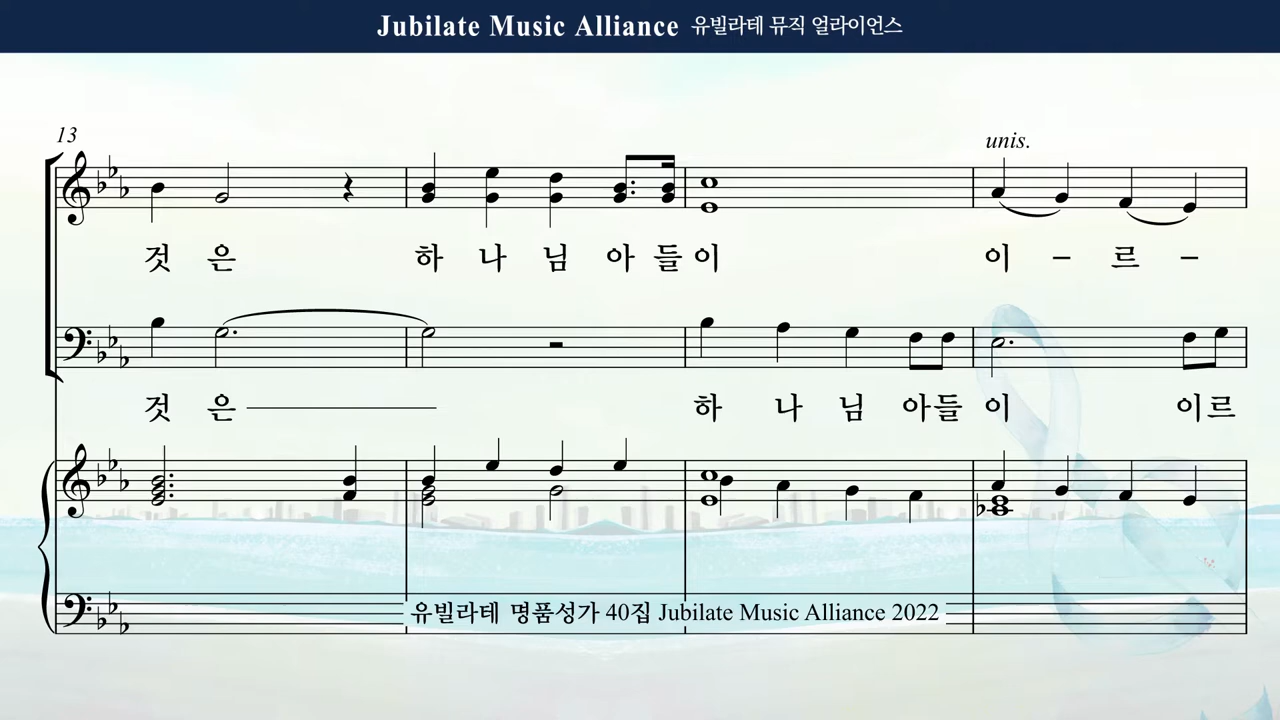 Jubilate Music Alliance 유빌라테 뮤직 얼라이언스
13
unis.
것 은 하 나 님 아 들 이 이 – 르 –
것 은 하 나 님 아들 이 이르
유빌라테 명품성가 40집 Jubilate Music Alliance 2022